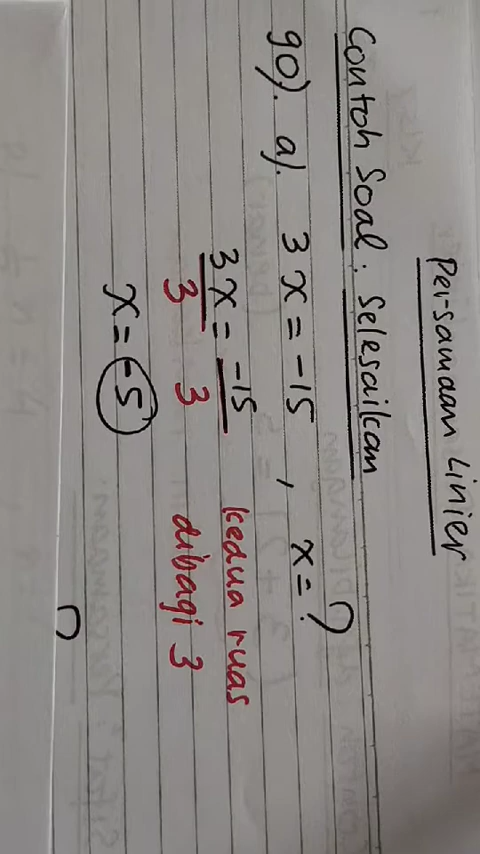 Persamaan Linier
Contoh Soal : Selesaikan
90). a). 3x = -15 , x = ?
3x/3 = -15/3 kedua ruas
dibagi 3
x = -5